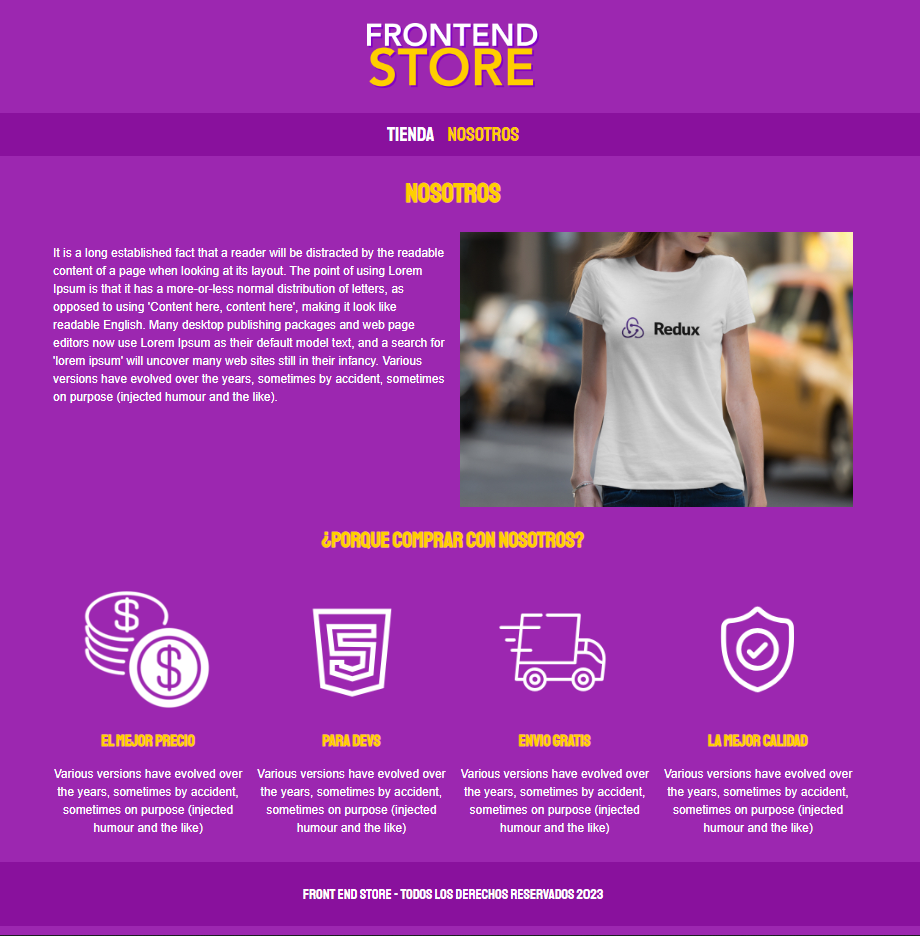 FRONTEND
STORE
TIENDA NOSOTROS
NOSOTROS
It is a long established fact that a reader will be distracted by the readable
content of a page when looking at its layout. The point of using Lorem
Ipsum is that it has a more-or-less normal distribution of letters, as
opposed to using 'Content here, content here', making it look like
readable English. Many desktop publishing packages and web page
editors now use Lorem Ipsum as their default model text, and a search for
'lorem ipsum' will uncover many web sites still in their infancy. Various
versions have evolved over the years, sometimes by accident, sometimes
on purpose (injected humour and the like).
Redux
¿PORQUE COMPRAR CON NOSOTROS?
$
$
5
EL MEJOR PRECIO
Various versions have evolved over
the years, sometimes by accident,
sometimes on purpose (injected
humour and the like)
PARA DEVS
Various versions have evolved over
the years, sometimes by accident,
sometimes on purpose (injected
humour and the like)
ENVIO GRATIS
Various versions have evolved over
the years, sometimes by accident,
sometimes on purpose (injected
humour and the like)
LA MEJOR CALIDAD
Various versions have evolved over
the years, sometimes by accident,
sometimes on purpose (injected
humour and the like)
FRONT END STORE - TODOS LOS DERECHOS RESERVADOS 2023